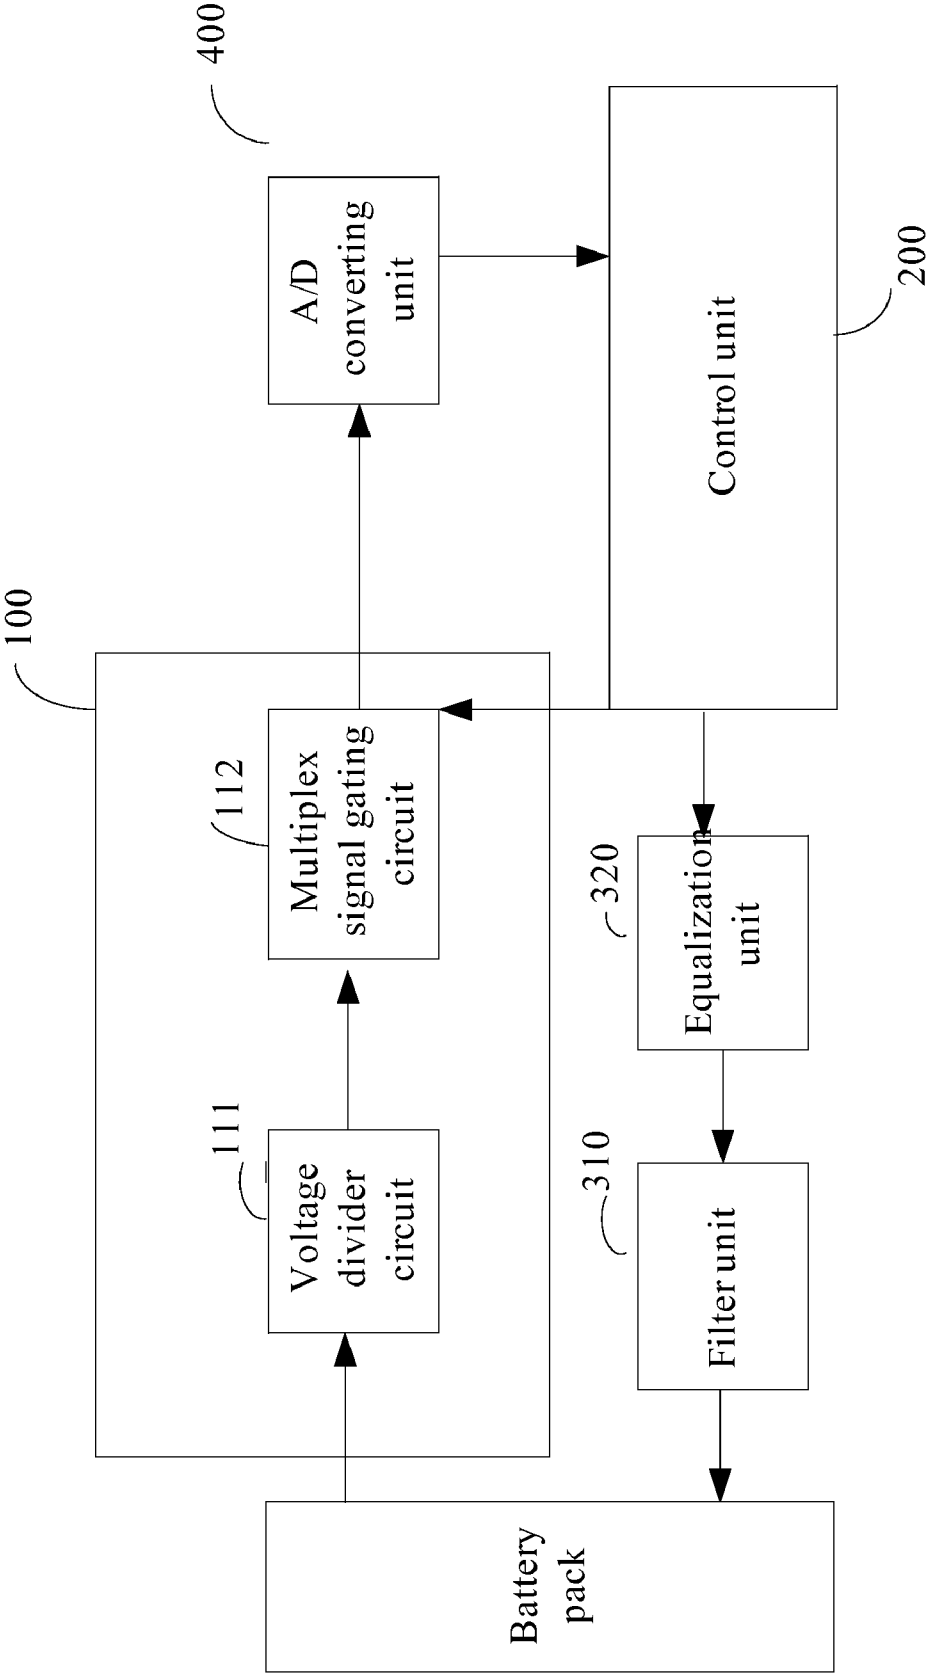 400
A/D
converting
unit
100
112
Multiplex
signal gating
circuit
111
Voltage
divider
circuit
Battery
pack
310
Filter unit
320
Equalization
unit
Control unit
200